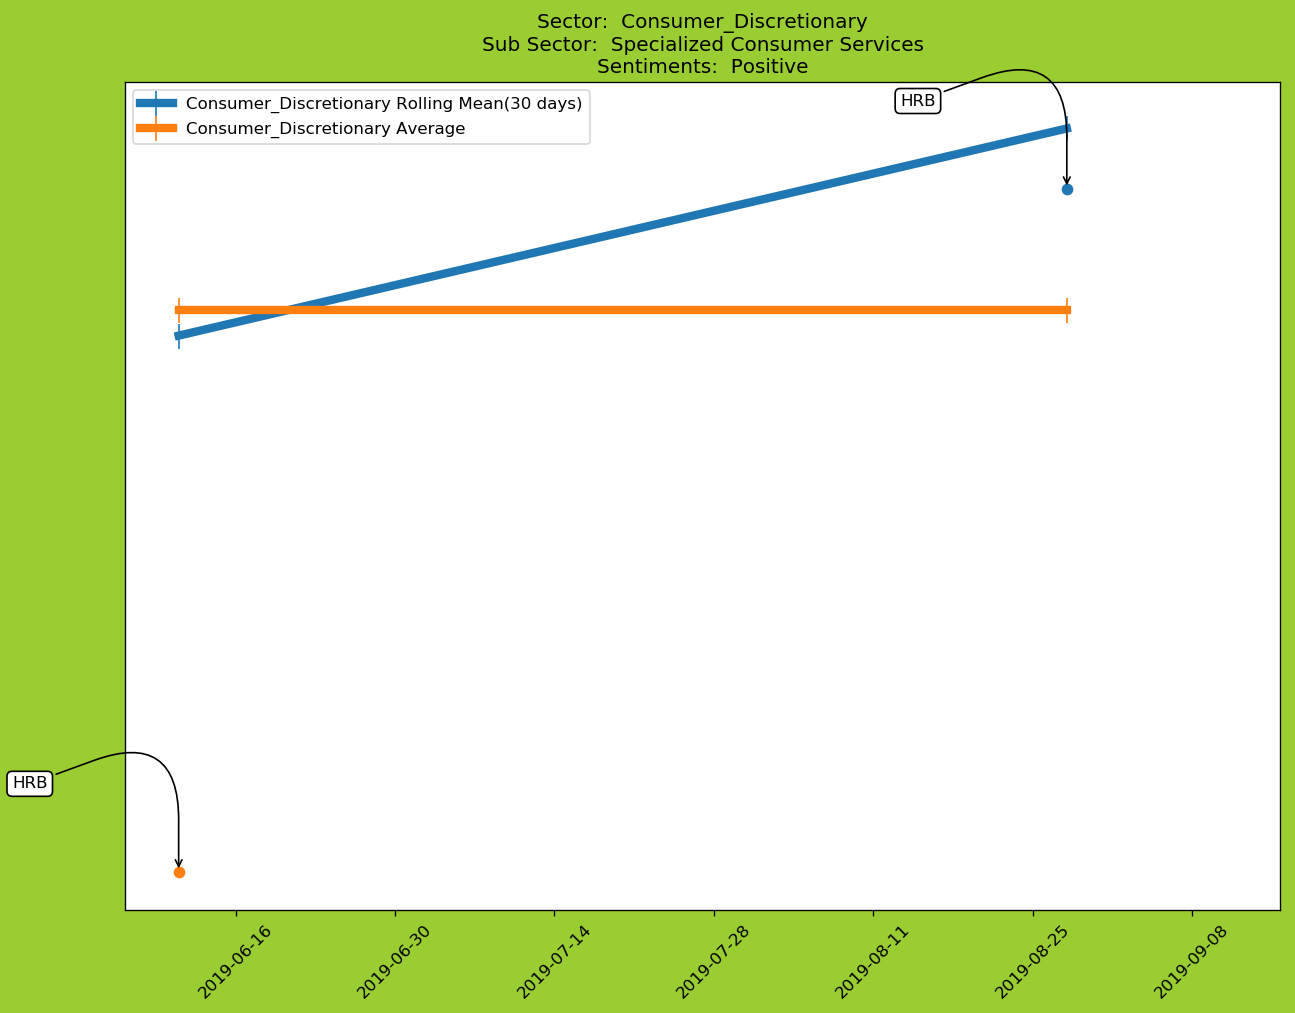 Sector:  Consumer_Discretionary
Sub Sector:  Specialized Consumer Services
Sentiments:  Positive
Consumer_Discretionary Rolling Mean(30 days)
Consumer_Discretionary Average
HRB
HRB
2019-06-16
2019-06-30
2019-07-14
2019-07-28
2019-08-11
2019-08-25
2019-09-08